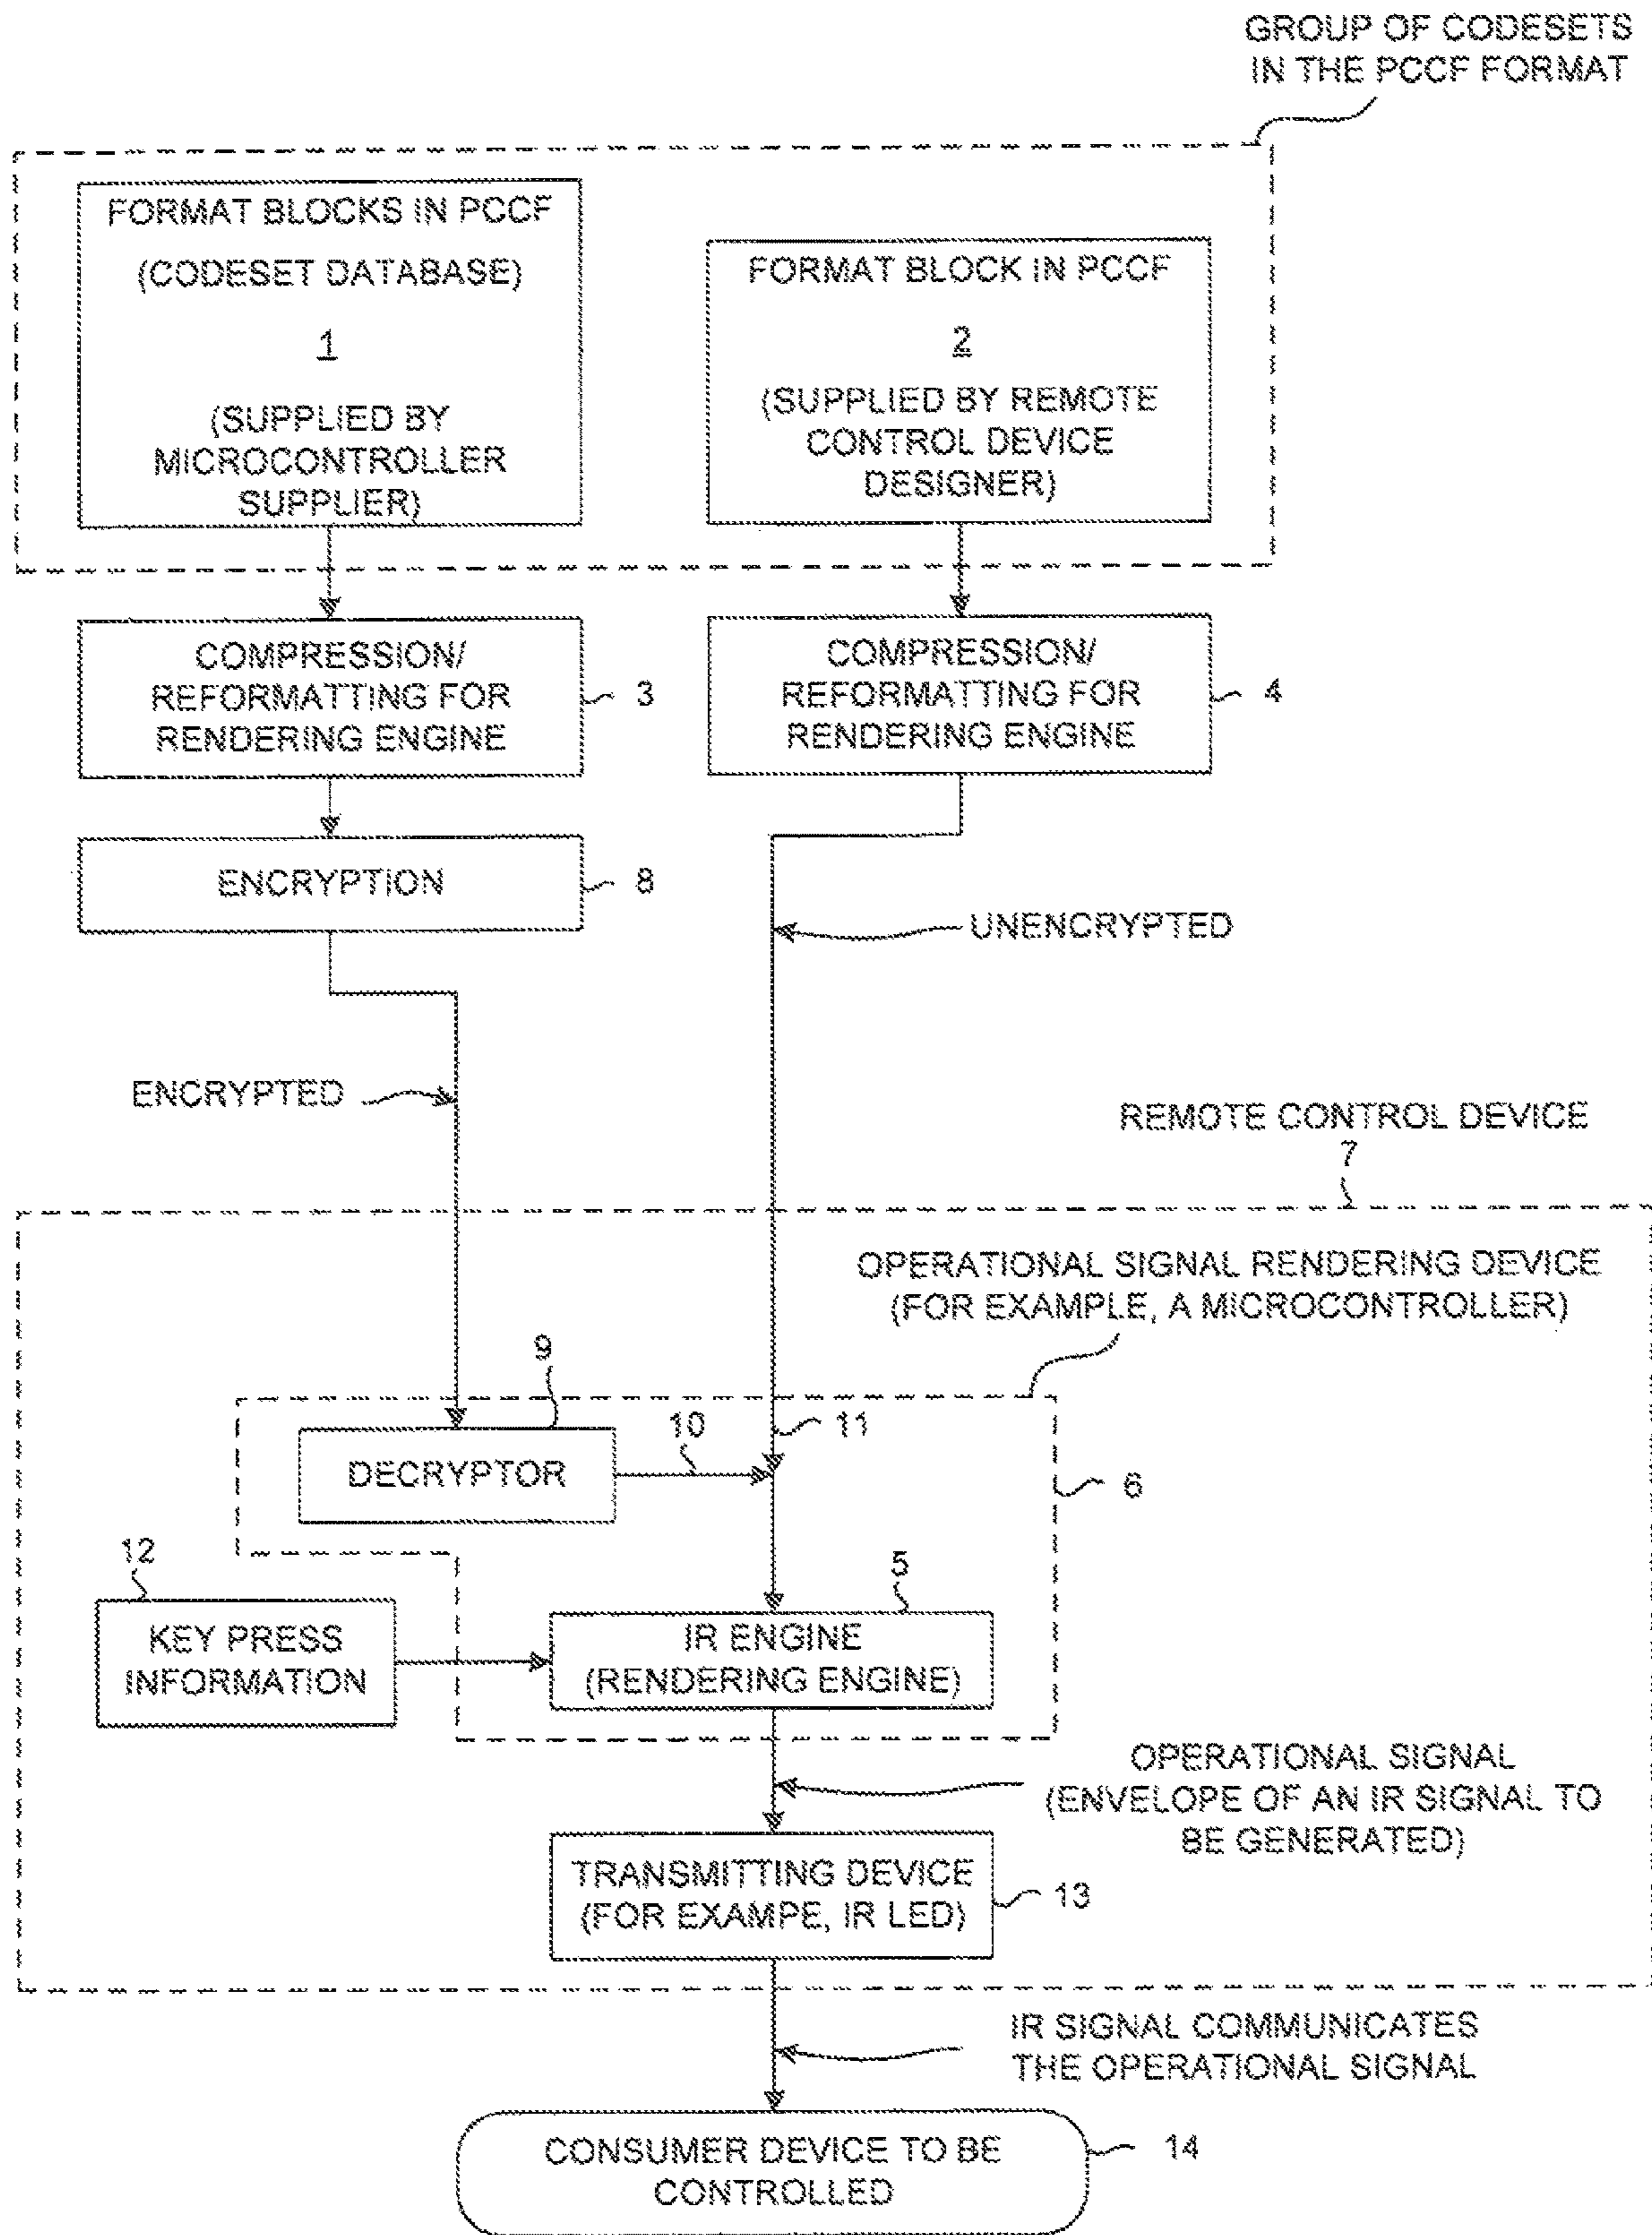 GROUP OF CODESETS
IN THE PCCF FORMAT
FORMAT BLOCKS IN PCCF
(CODESET DATABASE)
1
(SUPPLIED BY
MICROCONTROLLER
SUPPLIER)
FORMAT BLOCK IN PCCF
2
(SUPPLIED BY REMOTE
CONTROL DEVICE
DESIGNER)
COMPRESSION/
REFORMATTING FOR
RENDERING ENGINE
3
COMPRESSION/
REFORMATTING FOR
RENDERING ENGINE
4
ENCRYPTION
8
UNENCRYPTED
ENCRYPTED
REMOTE CONTROL DEVICE
7
OPERATIONAL SIGNAL RENDERING DEVICE
(FOR EXAMPLE, A MICROCONTROLLER)
9
DECRYPTOR
10
11
6
12
KEY PRESS
INFORMATION
5
IR ENGINE
(RENDERING ENGINE)
OPERATIONAL SIGNAL
(ENVELOPE OF AN IR SIGNAL TO
BE GENERATED)
TRANSMITTING DEVICE
(FOR EXAMPE, IR LED)
13
IR SIGNAL COMMUNICATES
THE OPERATIONAL SIGNAL
CONSUMER DEVICE TO BE
CONTROLLED
14